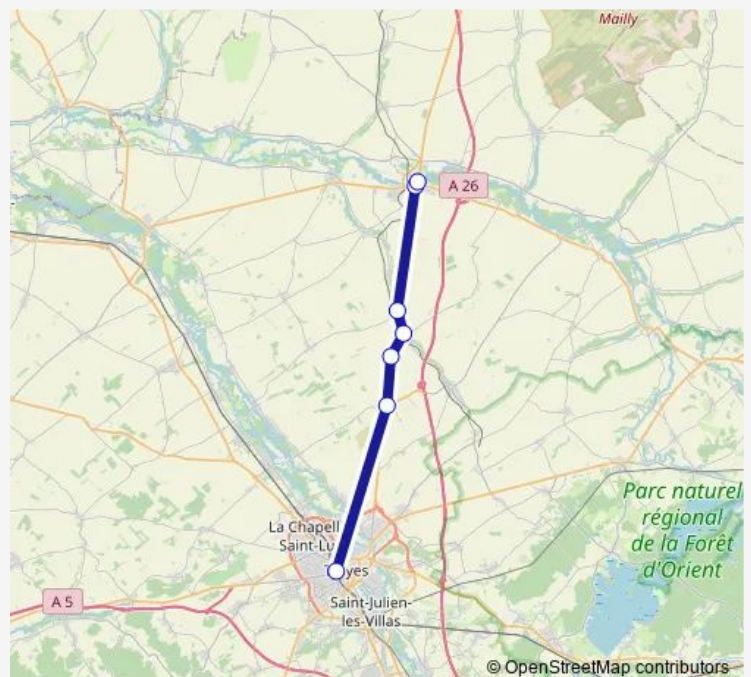 Mailly
A 26
Parc naturel
régional
de la Forêt
d'Orient
La Chapell
Saint-Lu
yes
Saint-Julien-
les-Villas
A 5
© OpenStreetMap contributors